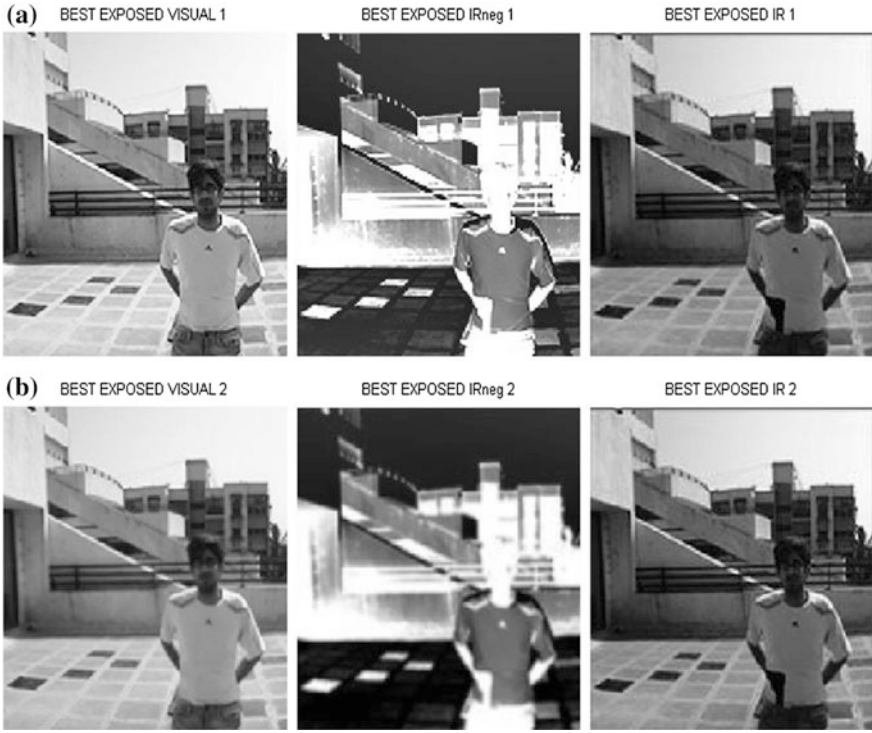 (a) BEST EXPOSED VISUAL 1 BEST EXPOSED IRneg 1 BEST EXPOSED IR 1
(b) BEST EXPOSED VISUAL 2 BEST EXPOSED IRneg 2 BEST EXPOSED IR 2